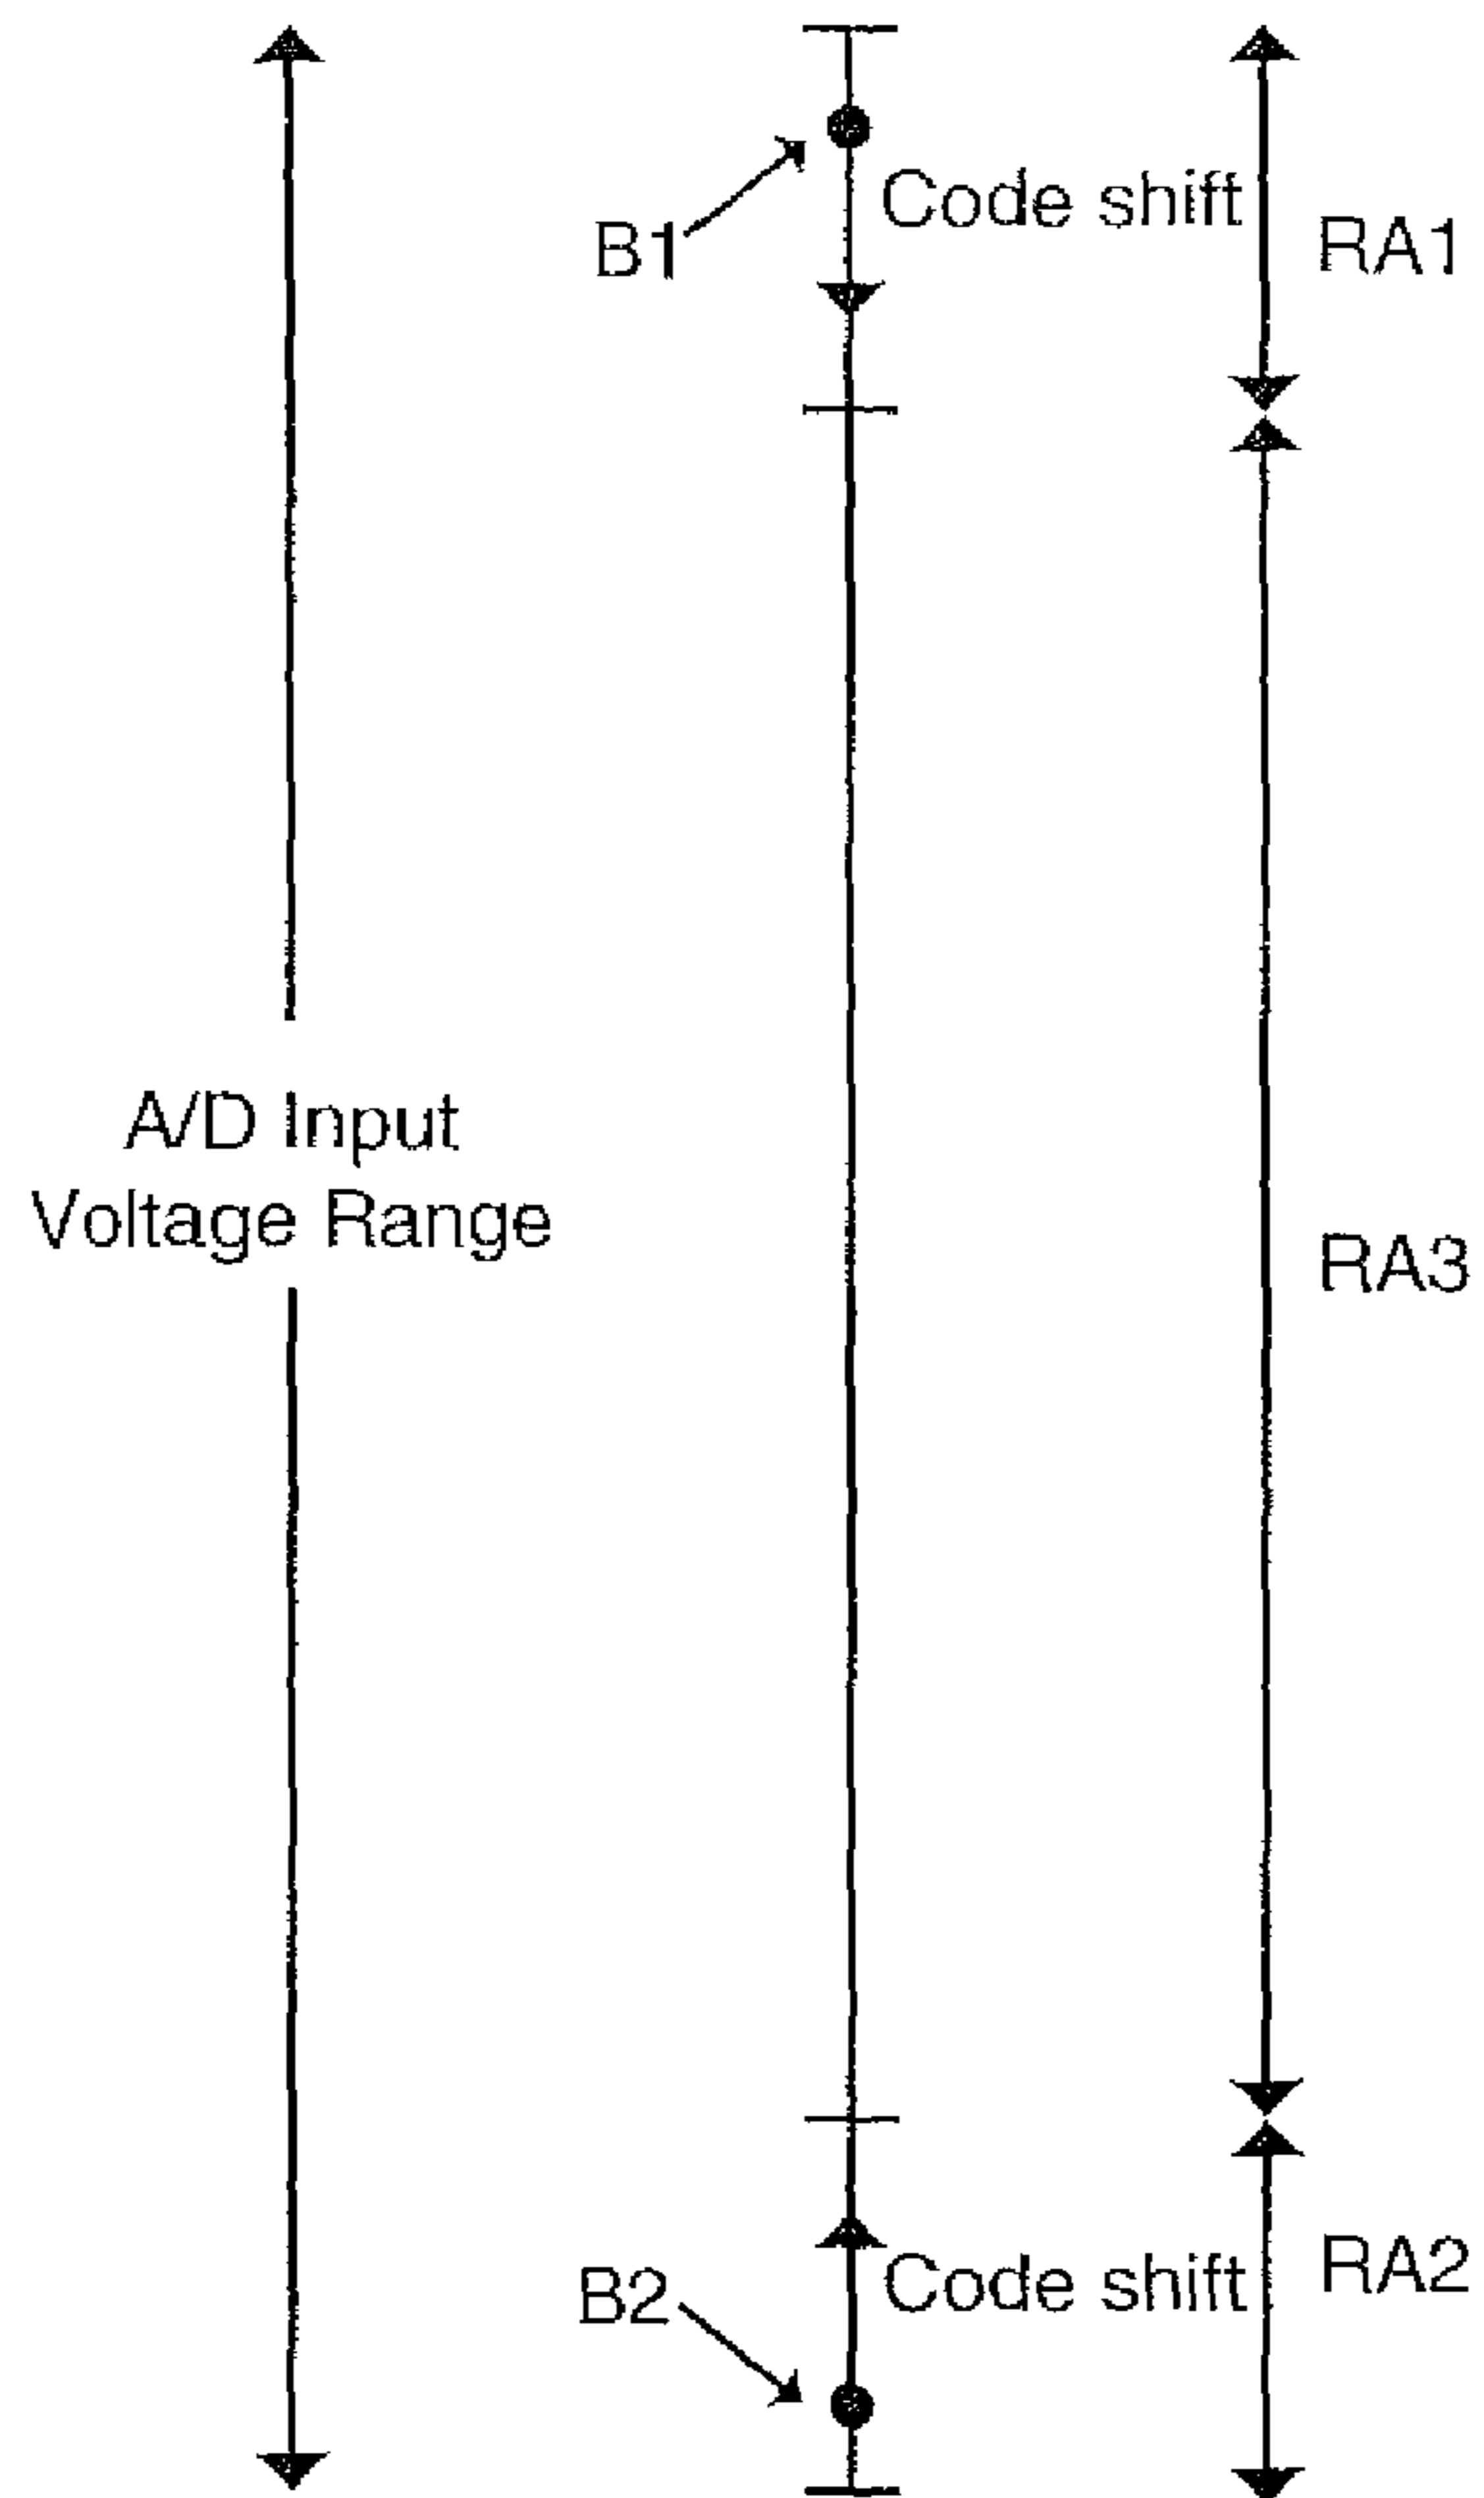 Code shift
B1
RA1
A/D Input
Voltage Range
RA3
B2
Code shift
RA2